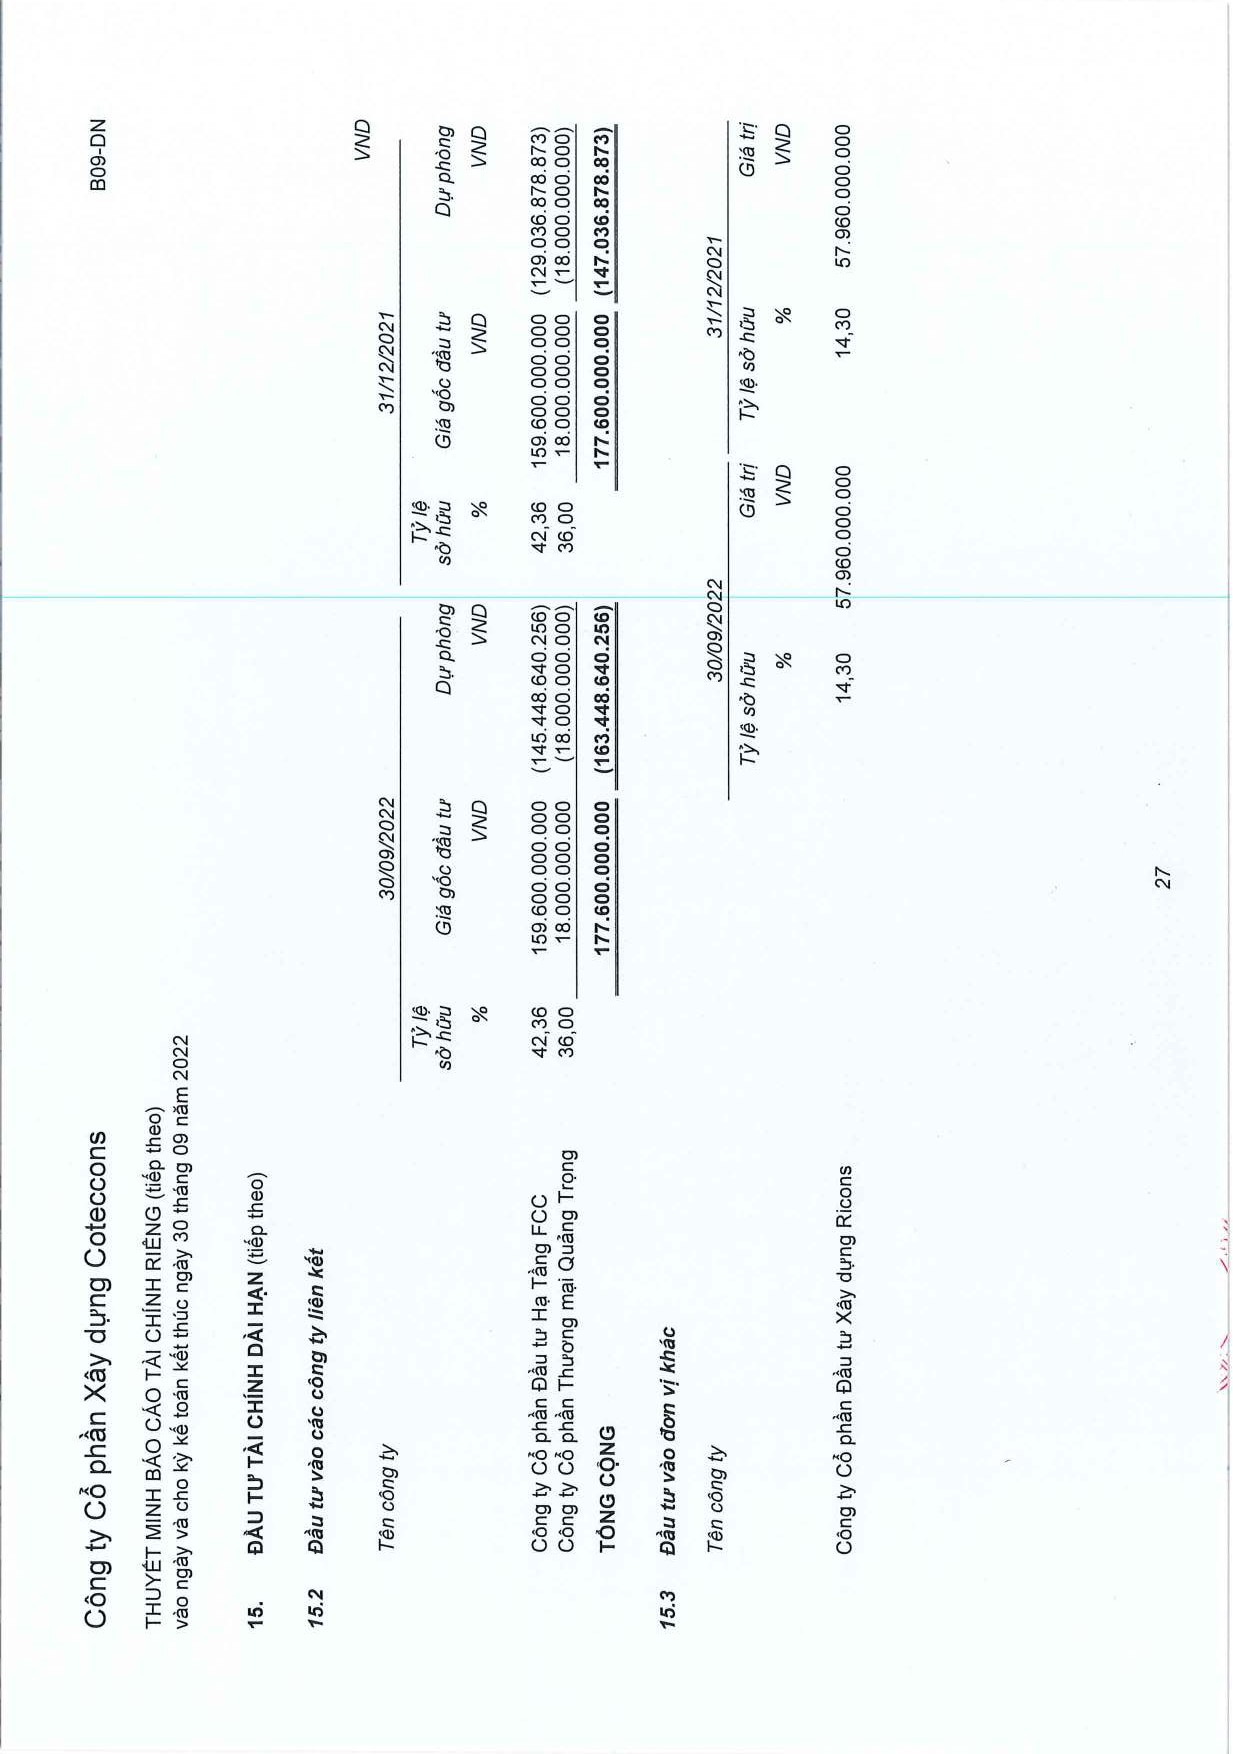 Công ty Cổ phần Xây dựng Coteccons B09-DN
THUYẾT MINH BÁO CÁO TÀI CHÍNH RIÊNG (tiếp theo)
vào ngày và cho kỳ kế toán kết thúc ngày 30 tháng 09 năm 2022
15. ĐẦU TƯ TÀI CHÍNH DÀI HẠN (tiếp theo)
15.2 Đầu tư vào các công ty liên kết
VND
Tên công ty 30/09/2022 31/12/2021
Tỷ lệ Tỷ lệ
sở hữu Giá gốc đầu tư Dự phòng sở hữu Giá gốc đầu tư Dự phòng
% VND VND % VND VND
Công ty Cổ phần Đầu tư Hạ Tầng FCC 42,36 159.600.000.000 (145.448.640.256) 42,36 159.600.000.000 (129.036.878.873)
Công ty Cổ phần Thương mại Quảng Trọng 36,00 18.000.000.000 (18.000.000.000) 36,00 18.000.000.000 (18.000.000.000)
TỔNG CỘNG 177.600.000.000 (163.448.640.256) 177.600.000.000 (147.036.878.873)
15.3 Đầu tư vào đơn vị khác
Tên công ty 30/09/2022 31/12/2021
Tỷ lệ sở hữu Giá trị Tỷ lệ sở hữu Giá trị
% VND % VND
Công ty Cổ phần Đầu tư Xây dựng Ricons 14,30 57.960.000.000 14,30 57.960.000.000
27